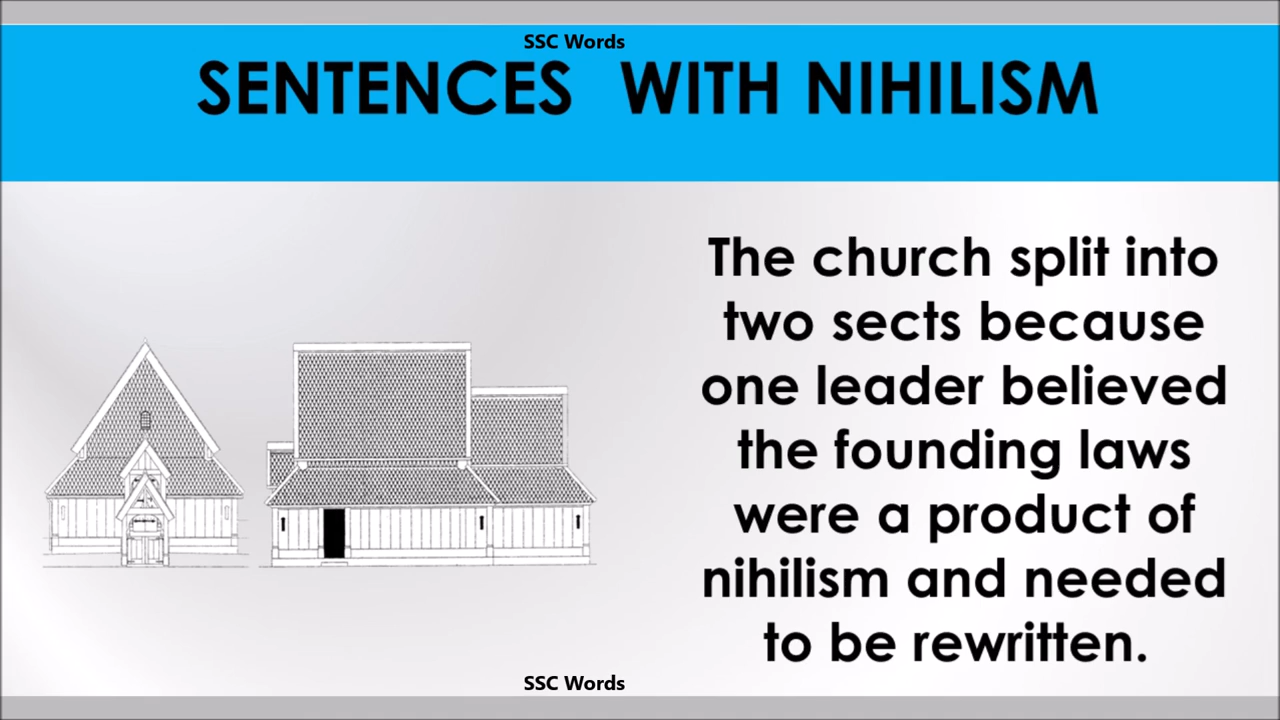 SSC Words
SENTENCES WITH NIHILISM
The church split into
two sects because
one leader believed
the founding laws
were a product of
nihilism and needed
to be rewritten.
SSC Words